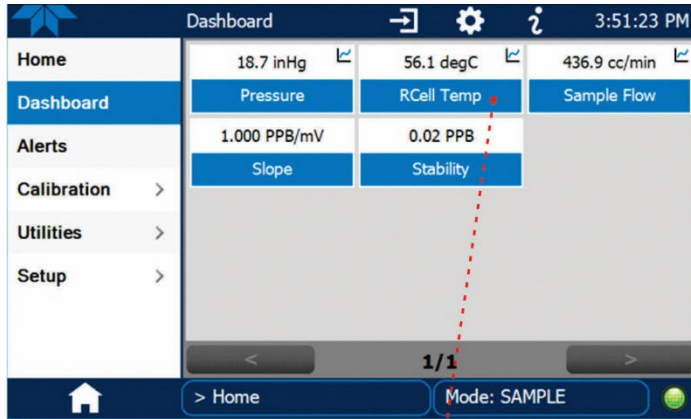 Dashboard
3:51:23 PM
Home
Dashboard
Alerts
Calibration >
Utilities >
Setup >
18.7 inHg
Pressure
56.1 degC
RCell Temp
436.9 cc/min
Sample Flow
1.000 PPB/mV
Slope
0.02 PPB
Stability
< 1/1 >
> Home
Mode: SAMPLE